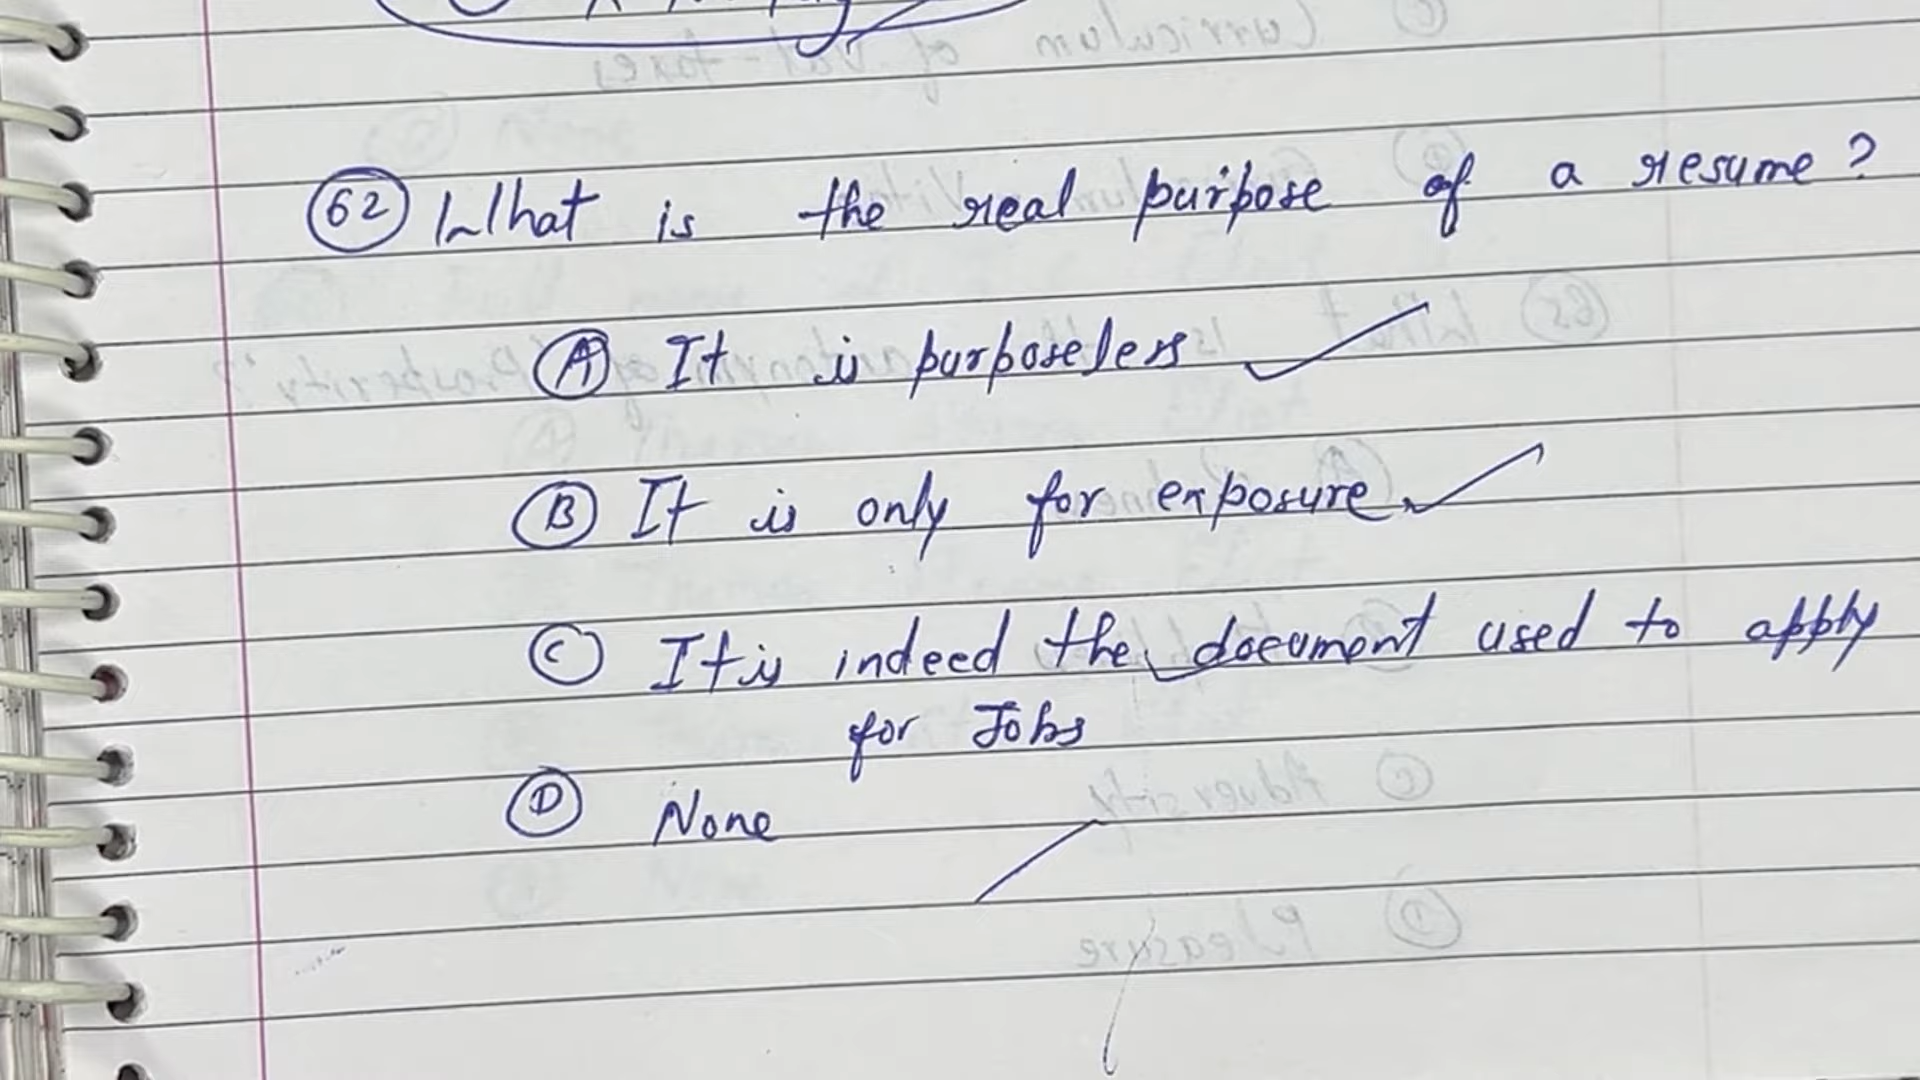 62 What is the real purpose of a resume?
A It is purposeless
B It is only for exposure
C It is indeed the document used to apply
for Jobs
D None